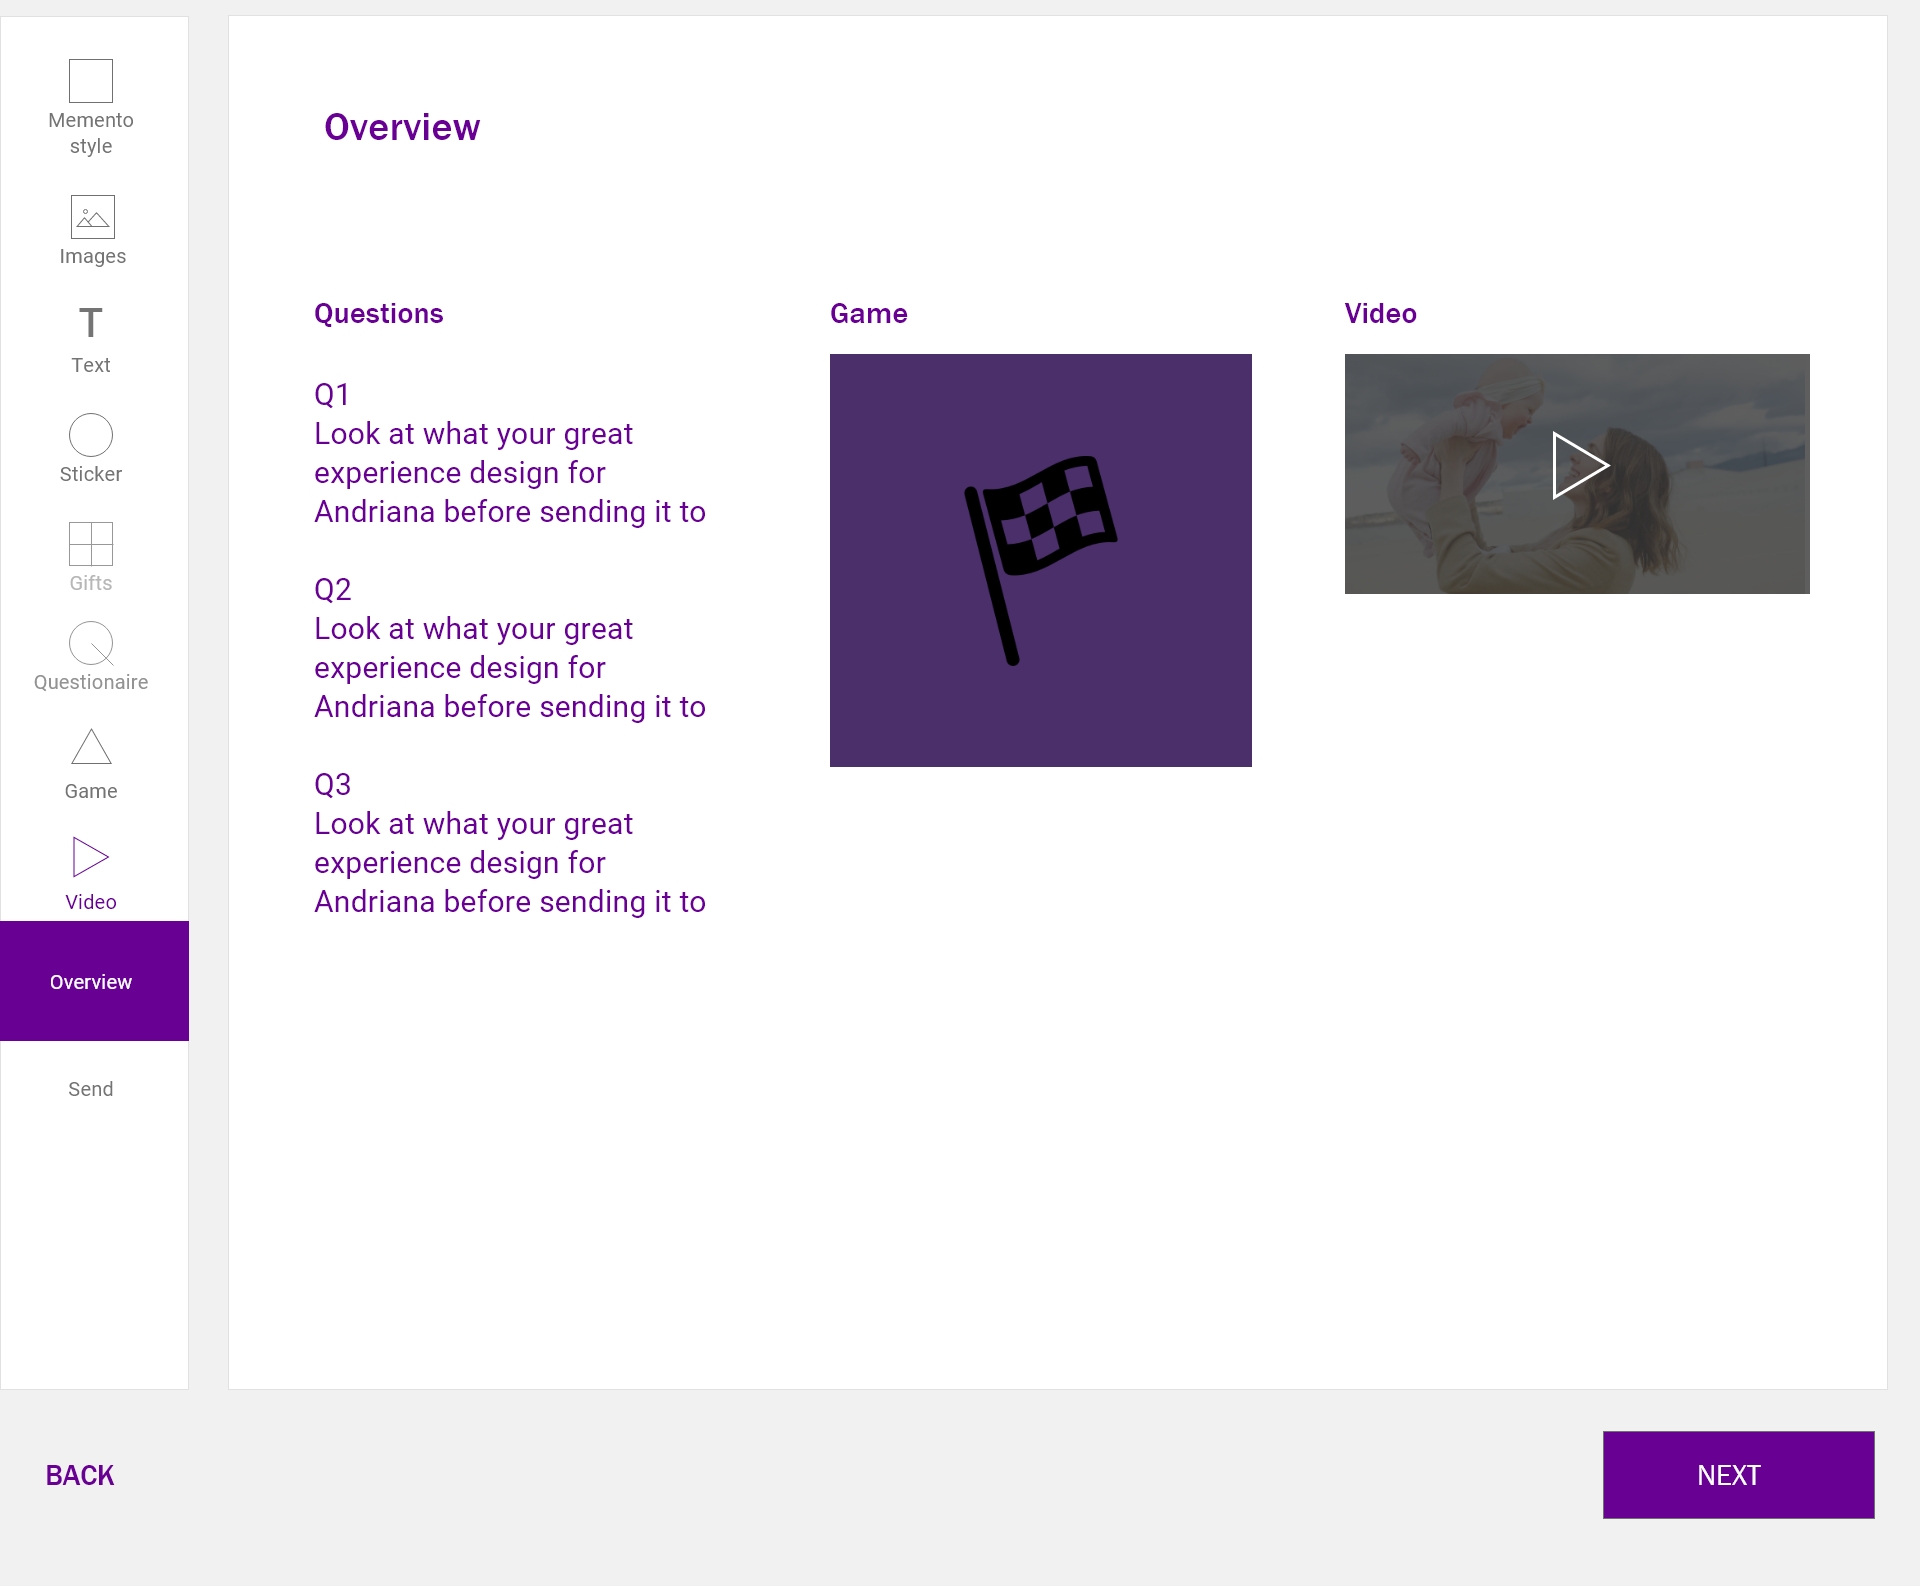 Memento
style
Images
T
Text
Sticker
Gifts
Questionaire
Game
Video
Overview
Send
Overview
Questions
Q1
Look at what your great
experience design for
Andriana before sending it to
Q2
Look at what your great
experience design for
Andriana before sending it to
Q3
Look at what your great
experience design for
Andriana before sending it to
Game
Video
BACK
NEXT